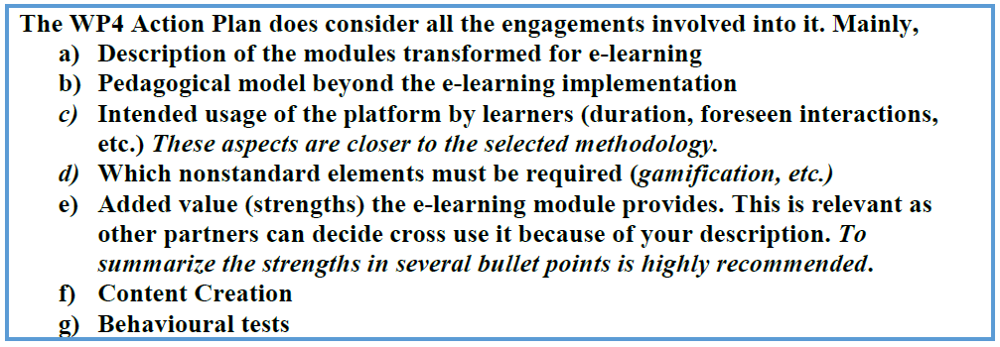 The WP4 Action Plan does consider all the engagements involved into it. Mainly,
a) Description of the modules transformed for e-learning
b) Pedagogical model beyond the e-learning implementation
c) Intended usage of the platform by learners (duration, foreseen interactions,
etc.) These aspects are closer to the selected methodology.
d) Which nonstandard elements must be required (gamification, etc.)
e) Added value (strengths) the e-learning module provides. This is relevant as
other partners can decide cross use it because of your description. To
summarize the strengths in several bullet points is highly recommended.
f) Content Creation
g) Behavioural tests